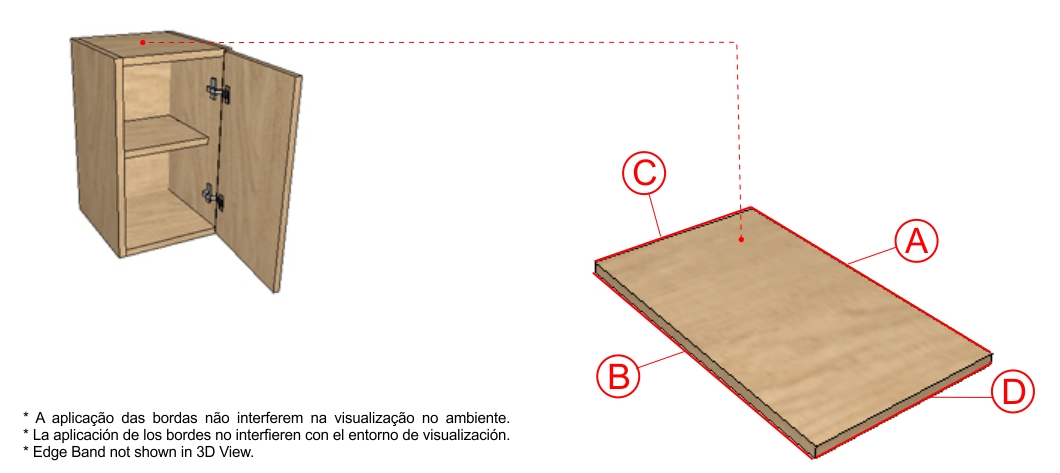 C
A
B
D
* A aplicação das bordas não interferem na visualização no ambiente.
* La aplicación de los bordes no interfieren con el entorno de visualización.
* Edge Band not shown in 3D View.